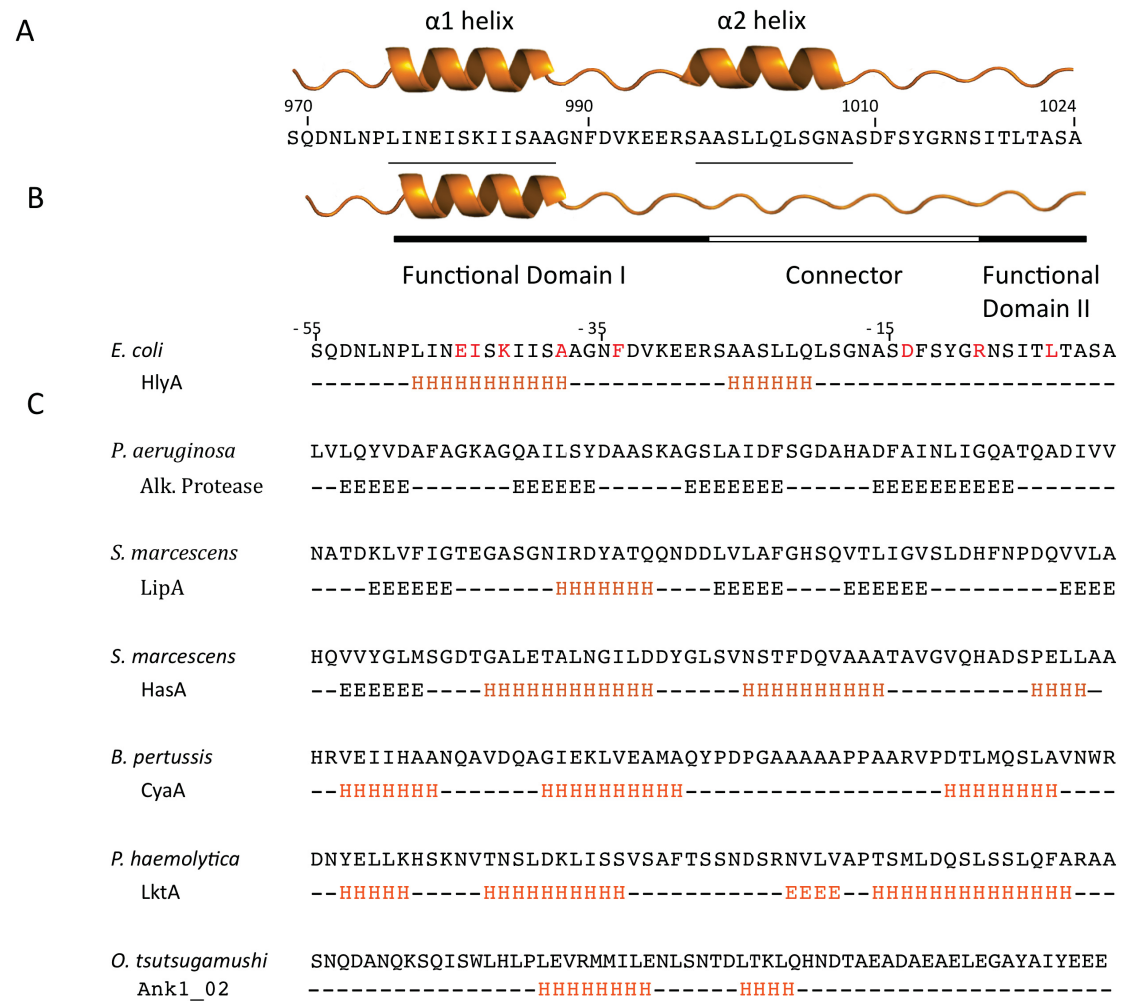 A
α1 helix α2 helix
970 990 1010 1024
SQDNLNPLINEISKIISAAGNFDVKEERSAASLLQLSGNASDFSYGRNSITLTASA
B
Functional Domain I Connector Functional
Domain II
- 55 - 35 - 15
E. coli SQDNLNPLINEISKIISAAGNFDVKEERSAASLLQLSGNASDFSYGRNSITLTASA
HlyA -------HHHHHHHHHHH-----------HHHHHH---------------------
C
P. aeruginosa LVLQYVDAFAGKAGQAILSYDAASKAGSLAIDFSGDAHADFAINLIGQATQADIVV
Alk. Protease --EEEEE-------EEEEEE------EEEEEEE------EEEEEEEEEE-------
S. marcescens NATDKLVFIGTEGASGNIRDYATQQNDDLVLAFGHSQVTLIGVSLDHFNPDQVVLA
LipA ----EEEEEE-------HHHHHHH----EEEEE----EEEEEE---------EEEE
S. marcescens HQVVYGLMSGDTGALETALNGILDDYGLSVNSTFDQVAAATAVGVQHADSPELLAA
HasA --EEEEEE----HHHHHHHHHHHH------HHHHHHHHHH----------HHHH—
B. pertussis HRVEIIHAANQAVDQAGIEKLVEAMAQYPDPGAAAAAPPAARVPDTLMQSLAVNWR
CyaA --HHHHHHH-------HHHHHHHHHH------------------HHHHHHHH----
P. haemolytica DNYELLKHSKNVTNSLDKLISSVSAFTSSNDSRNVLVAPTSMLDQSLSSLQFARAA
LktA --HHHHH-----HHHHHHHHHH-----------EEEE--HHHHHHHHHHHHHH---
O. tsutsugamushi SNQDANQKSQISWLHLPLEVRMMILENLSNTDLTKLQHNDTAEADAEAELEGAYAIYEEE
Ank1_02 ----------------HHHHHHHH------HHHH----------------------